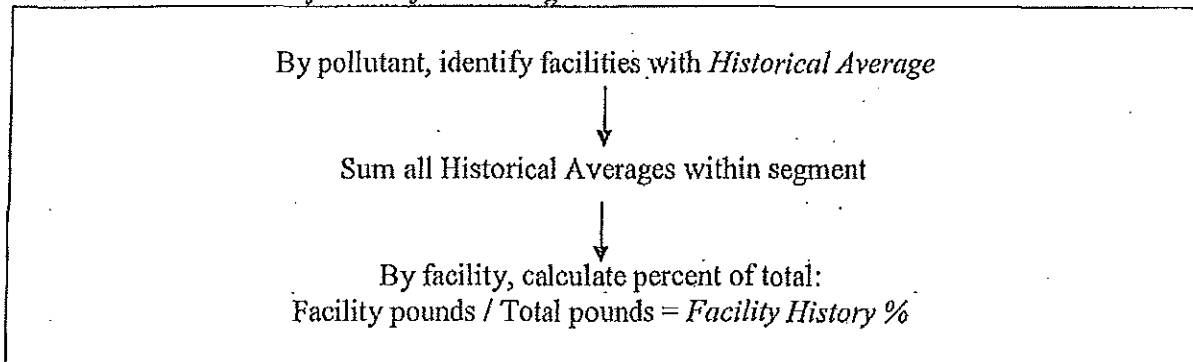 By pollutant, identify facilities with Historical Average
Sum all Historical Averages within segment
By facility, calculate percent of total:
Facility pounds / Total pounds = Facility History %